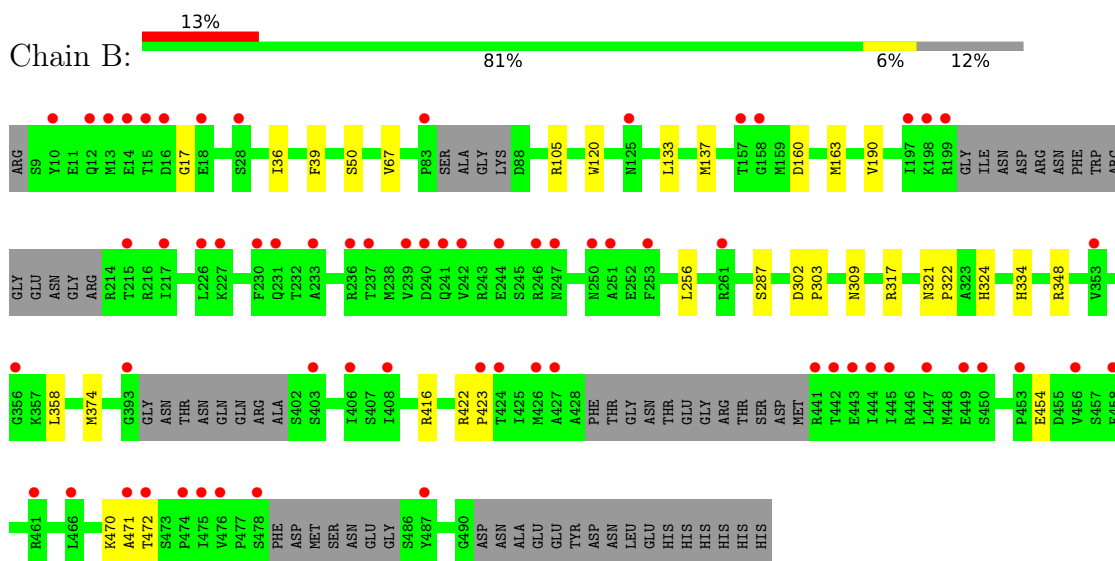 13%
Chain B:
81% 6% 12%
ARG S9 Y10 E11 Q12 M13 E14 T15 D16 G17 E18 S28 I36 F39 S50 V67 P83 SER ALA GLY LYS D88 R105 W120 N125 L133 M137 T157 G158 M159 D160 M163 V190 I197 K198 R199 GLY ILE ASN ASP ARG ASN PHE TRP ARG
GLY GLU ASN GLY ARG R214 T215 R216 I217 L226 K227 F230 Q231 T232 A233 R236 T237 M238 V239 D240 Q241 V242 R243 E244 S245 R246 N247 N250 A251 E252 F253 L256 R261 S287 D302 P303 N309 R317 N321 P322 A323 H324 H334 R348 V353
G356 K357 L358 M374 G393 GLY ASN THR ASN GLN GLN ARG ALA S402 S403 I406 S407 I408 R416 R422 P423 T424 I425 M426 A427 A428 PHE THR GLY ASN THR GLU GLY ARG THR SER ASP MET R441 T442 E443 I444 I445 R446 L447 M448 E449 S450 P453 E454 D455 V456 S457 F458
R461 L466 K470 A471 T472 S473 P474 I475 V476 P477 S478 PHE ASP MET SER ASN GLU GLY S486 Y487 G490 ASP ASN ALA GLU GLU TYR ASP ASN LEU GLU HIS HIS HIS HIS HIS HIS